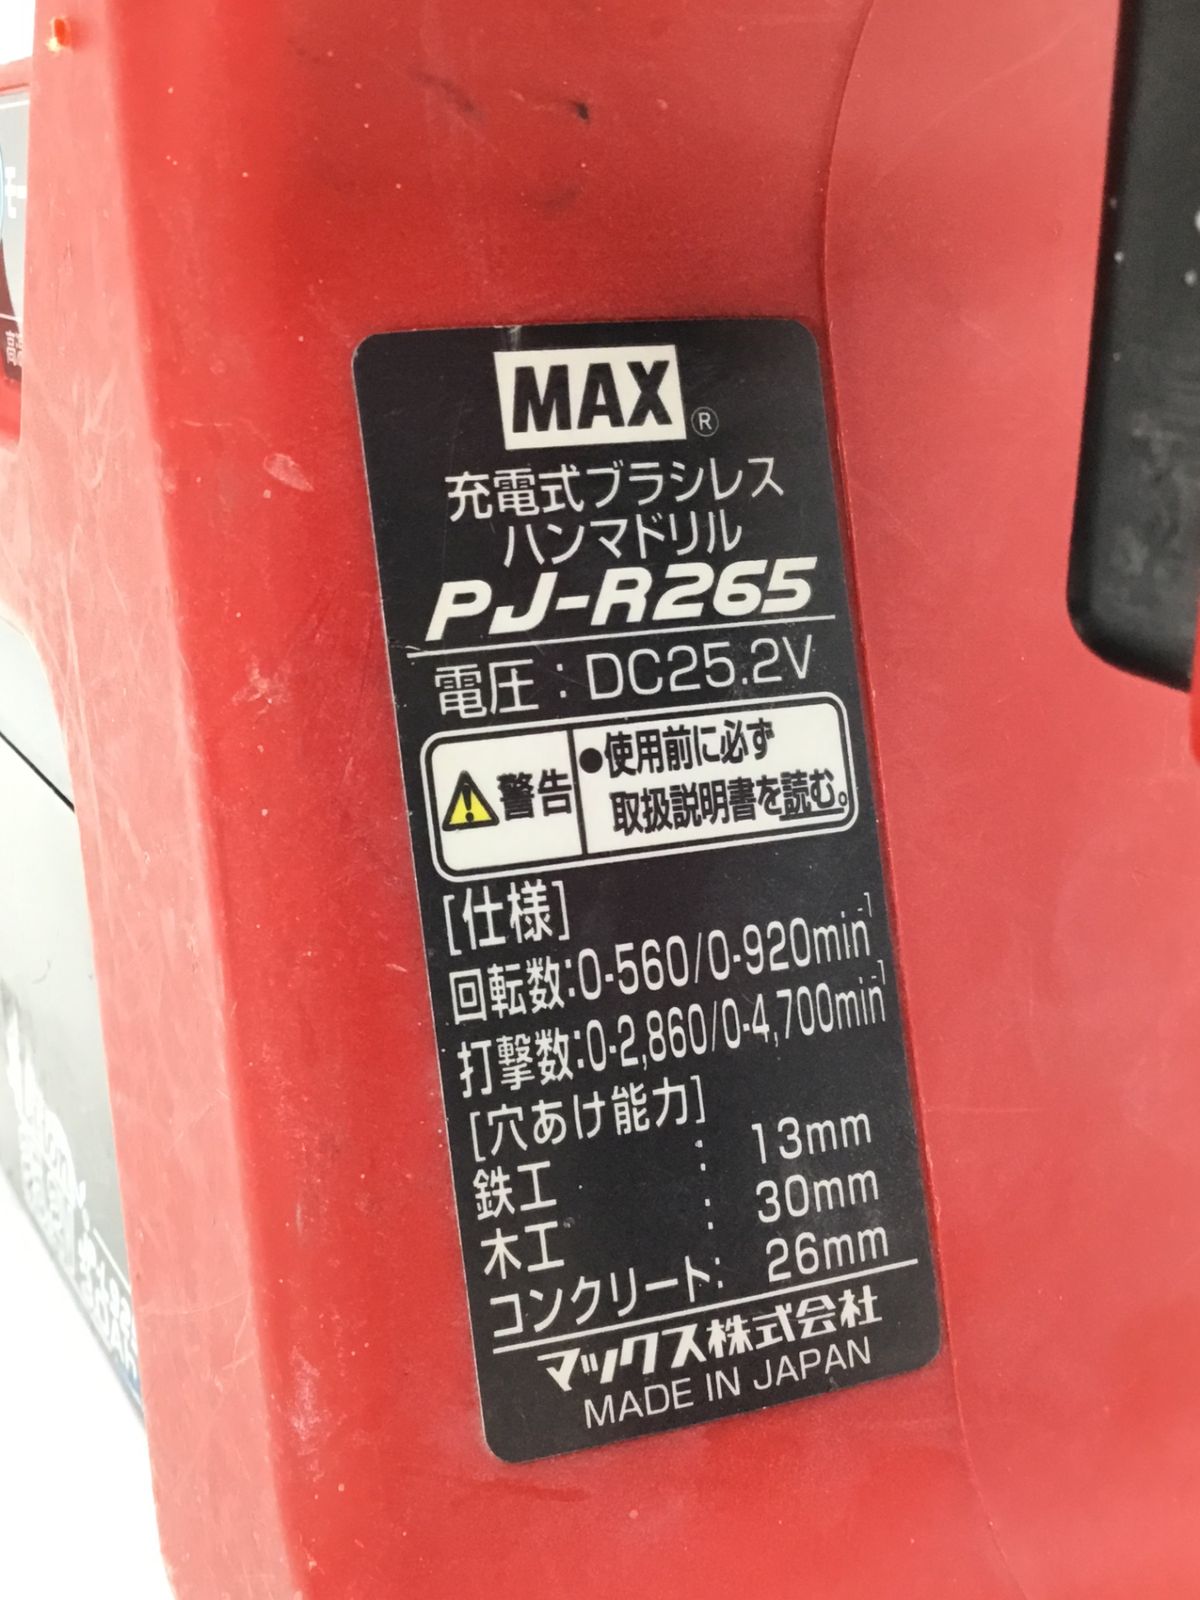 MAX®
充電式ブラシレス
ハンマドリル
PJ-R265
電圧：DC25.2V
警告
●使用前に必ず
取扱説明書を読む。
[仕様]
回転数:0-560/0-920min⁻¹
打撃数:0-2,860/0-4,700min⁻¹
[穴あけ能力]
鉄工 : 13mm
木工 : 30mm
コンクリート: 26mm
マックス株式会社
MADE IN JAPAN
モー